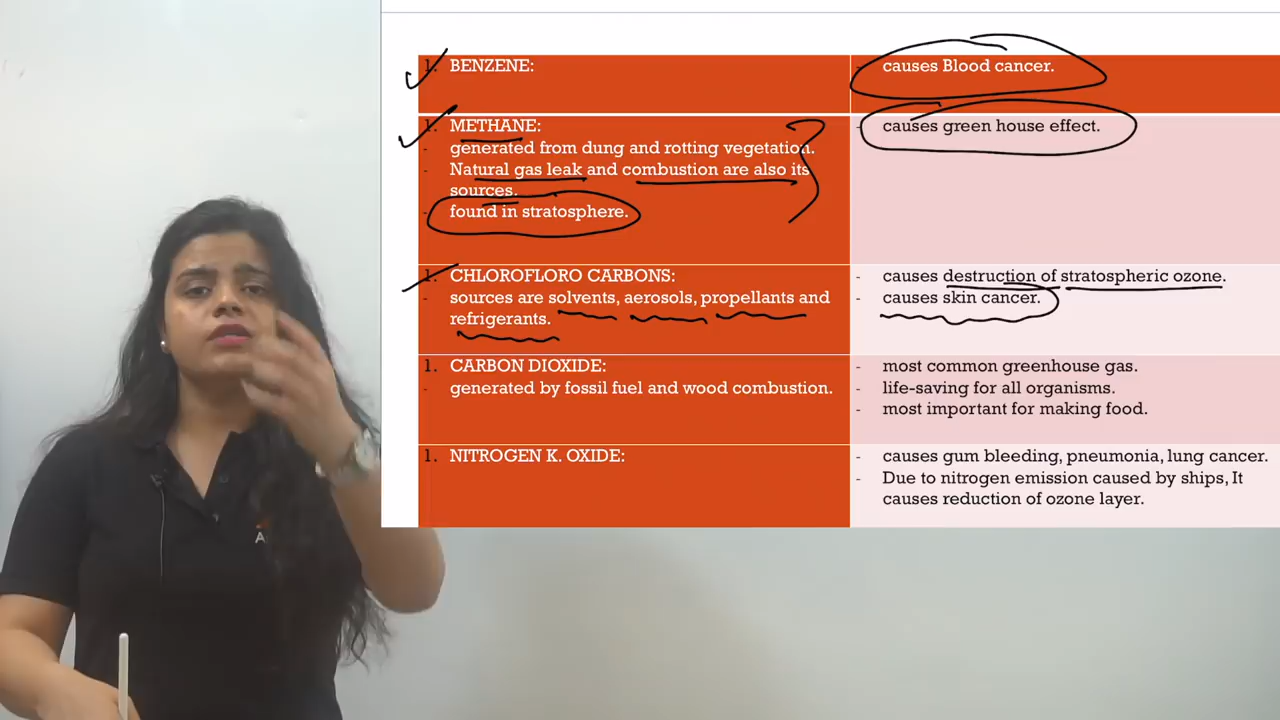 1. BENZENE:
- causes Blood cancer.
1. METHANE:
- generated from dung and rotting vegetation.
- Natural gas leak and combustion are also its
sources.
- found in stratosphere.
- causes green house effect.
1. CHLOROFLORO CARBONS:
- sources are solvents, aerosols, propellants and
refrigerants.
- causes destruction of stratospheric ozone.
- causes skin cancer.
1. CARBON DIOXIDE:
- generated by fossil fuel and wood combustion.
- most common greenhouse gas.
- life-saving for all organisms.
- most important for making food.
1. NITROGEN K. OXIDE:
- causes gum bleeding, pneumonia, lung cancer.
- Due to nitrogen emission caused by ships, It
causes reduction of ozone layer.